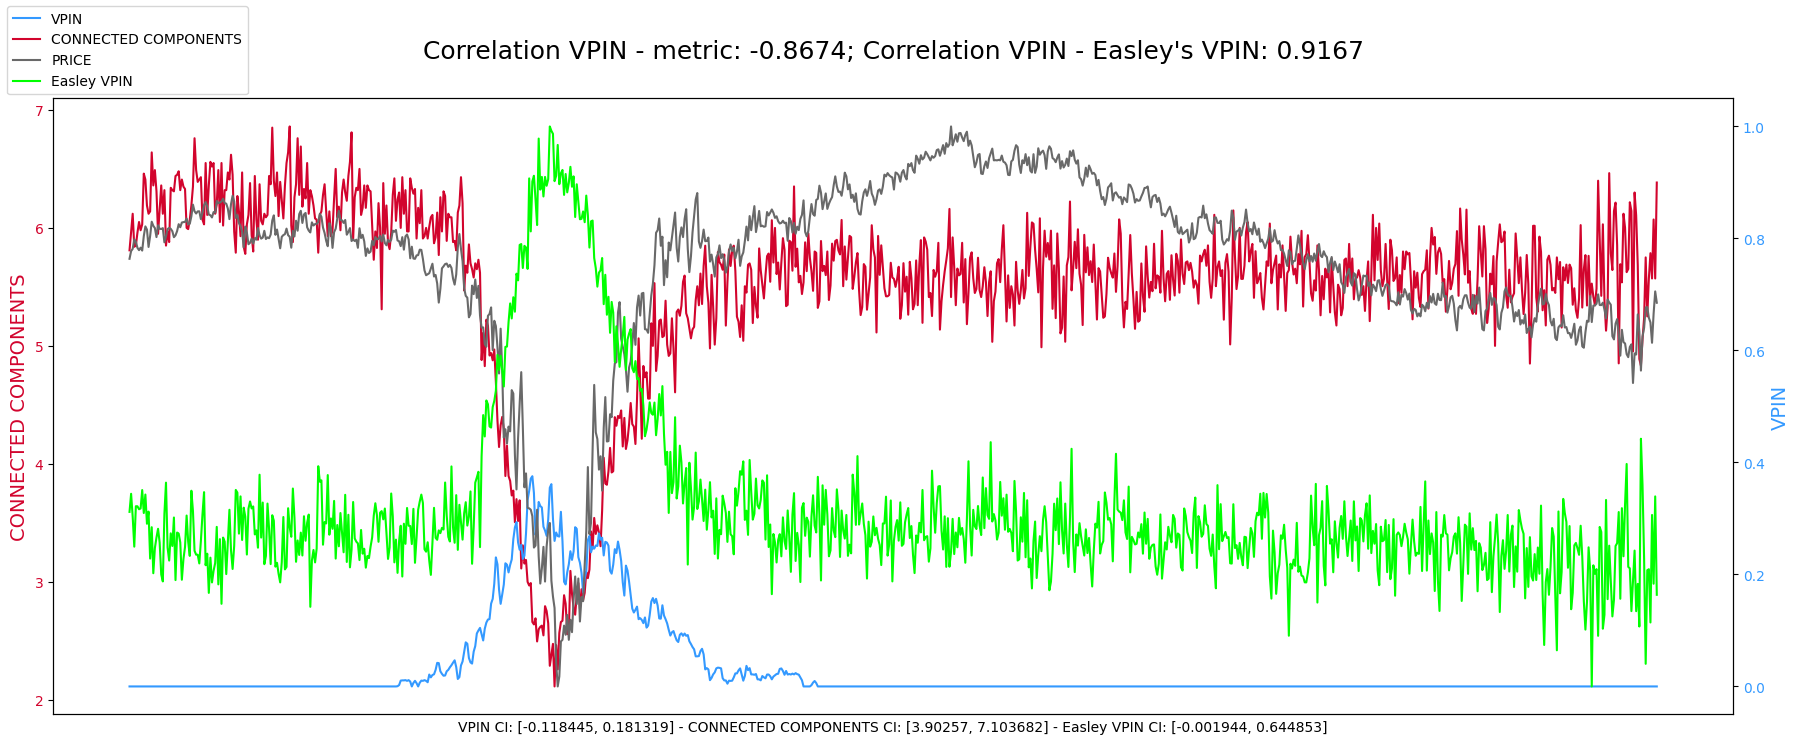 VPIN
CONNECTED COMPONENTS
PRICE
Easley VPIN
Correlation VPIN - metric: -0.8674; Correlation VPIN - Easley's VPIN: 0.9167
CONNECTED COMPONENTS
7
6
5
4
3
2
1.0
0.8
0.6
0.4
0.2
0.0
VPIN
VPIN CI: [-0.118445, 0.181319] - CONNECTED COMPONENTS CI: [3.90257, 7.103682] - Easley VPIN CI: [-0.001944, 0.644853]